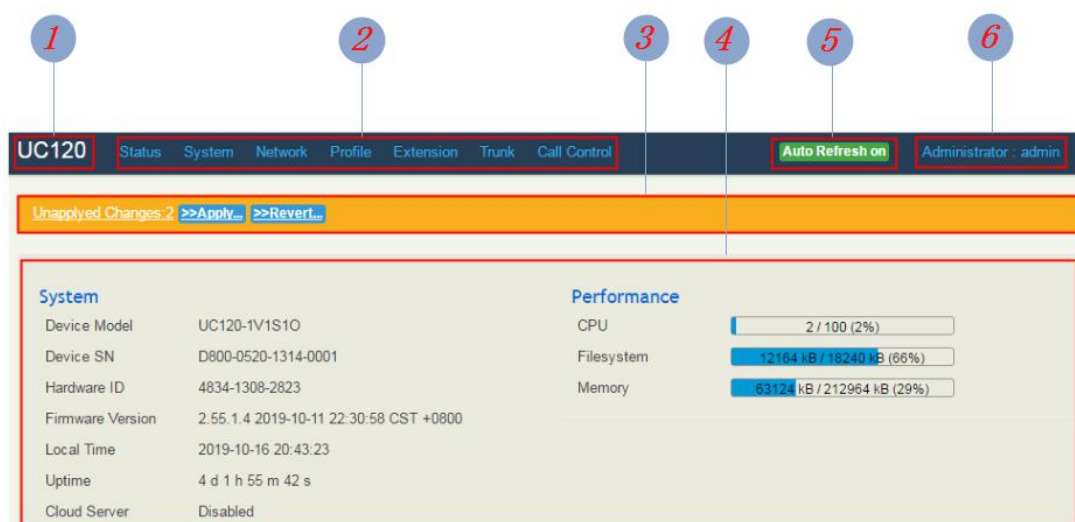 1 2 3 4 5 6
UC120 Status System Network Profile Extension Trunk Call Control Auto Refresh on Administrator : admin
Unapplyed Changes:2 >>Apply... >>Revert...
System Performance
Device Model UC120-1V1S1O CPU 2 / 100 (2%)
Device SN D800-0520-1314-0001 Filesystem 12164 kB / 18240 kB (66%)
Hardware ID 4834-1308-2823 Memory 63124 kB / 212964 kB (29%)
Firmware Version 2.55.1.4 2019-10-11 22:30:58 CST +0800
Local Time 2019-10-16 20:43:23
Uptime 4 d 1 h 55 m 42 s
Cloud Server Disabled